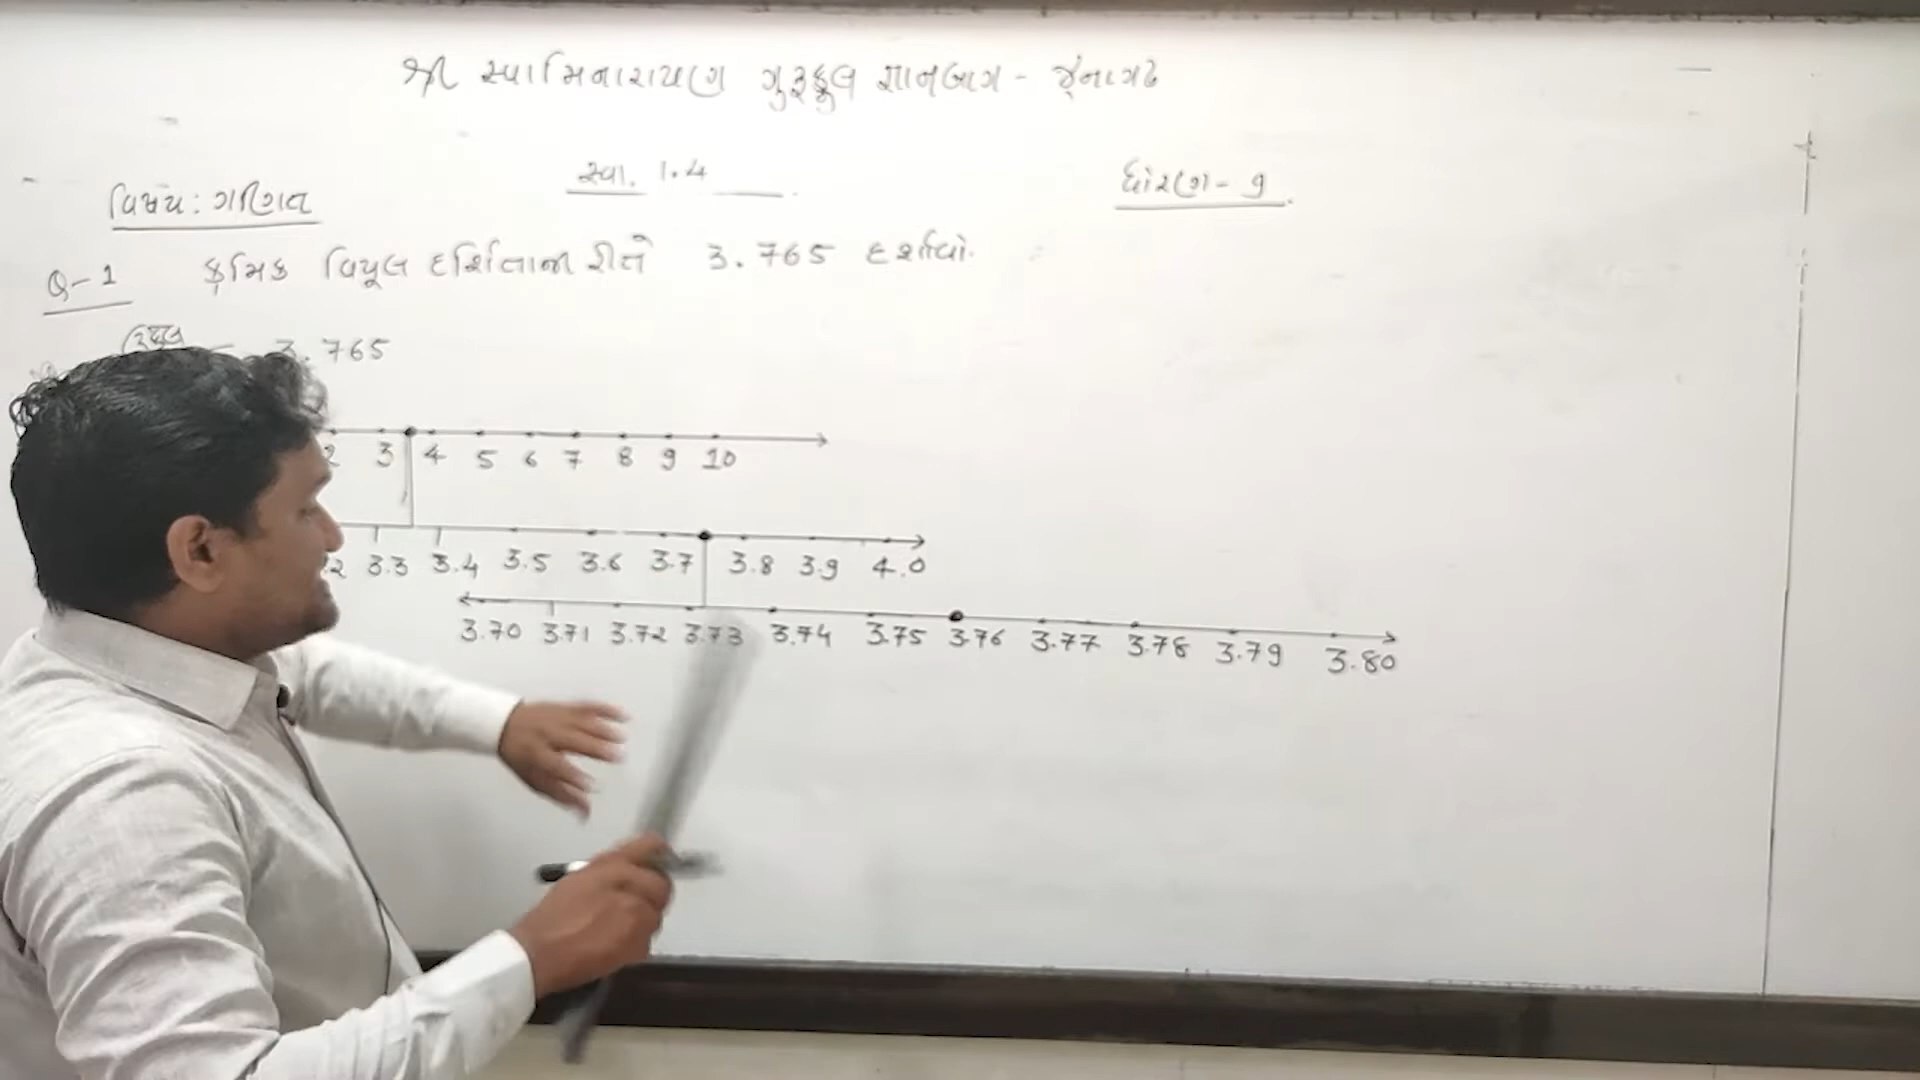 શ્રી સ્વામિનારાયણ ગુરૂકુલ જ્ઞાનબાગ - જૂનાગઢ
વિષય: ગણિત સ્વા. 1.4 ધોરણ - 9
Q-1 ક્રમિક વિપુલ દર્શિતાની રીતે 3.765 દર્શાવો.
ઉકેલ 3.765
2 3 4 5 6 7 8 9 10
2 3.3 3.4 3.5 3.6 3.7 3.8 3.9 4.0
3.70 3.71 3.72 3.73 3.74 3.75 3.76 3.77 3.78 3.79 3.80